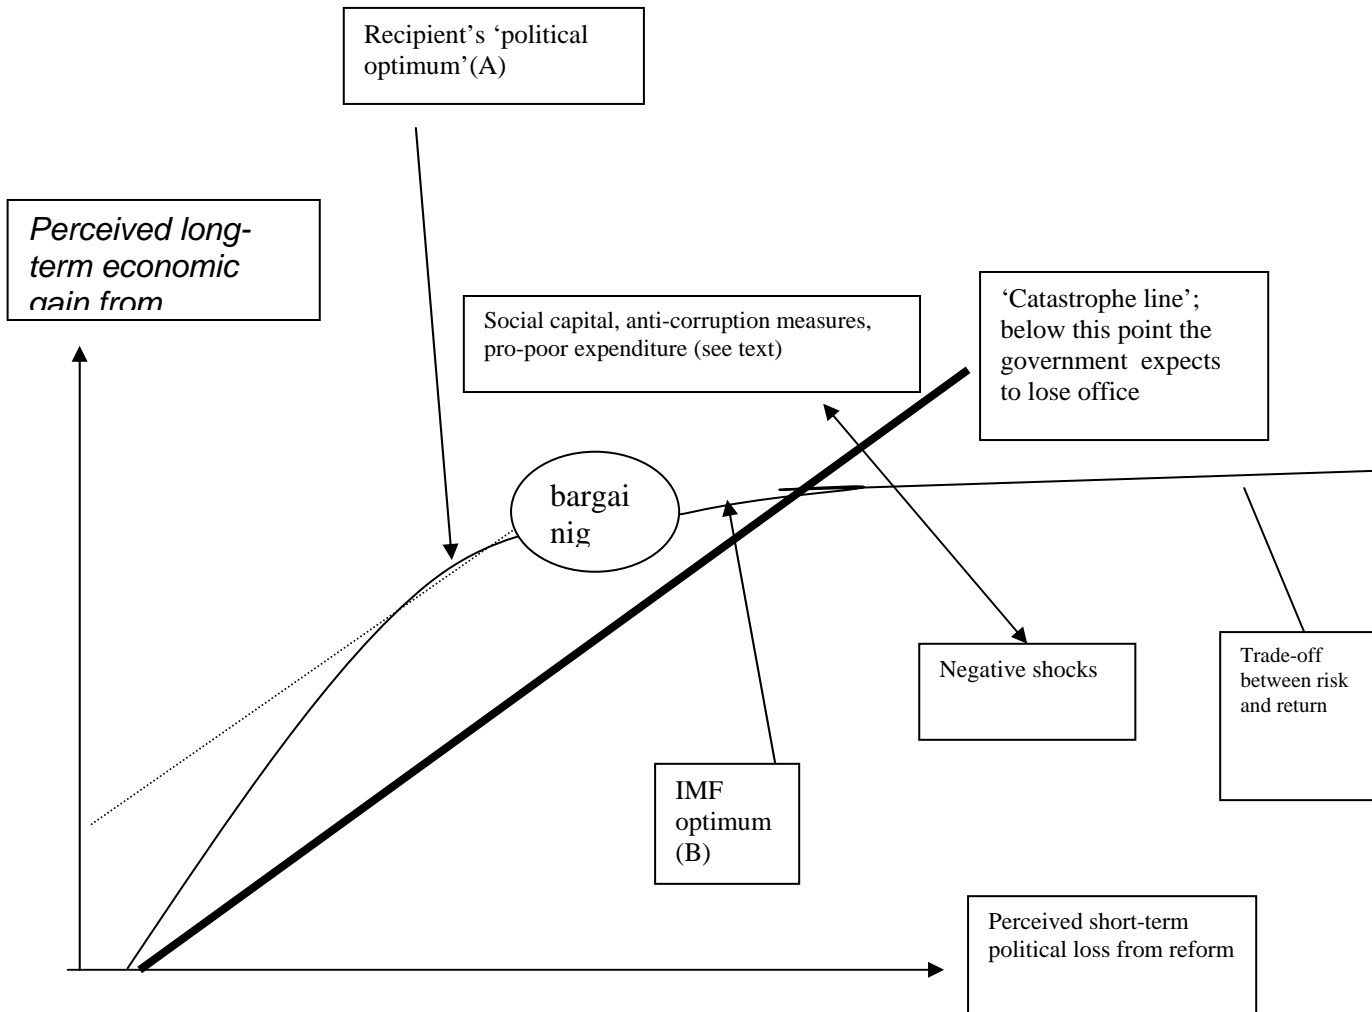 Recipient’s ‘political
optimum’(A)
Perceived long-
term economic
gain from
Social capital, anti-corruption measures,
pro-poor expenditure (see text)
‘Catastrophe line’;
below this point the
government expects
to lose office
bargai
nig
Negative shocks
Trade-off
between risk
and return
IMF
optimum
(B)
Perceived short-term
political loss from reform